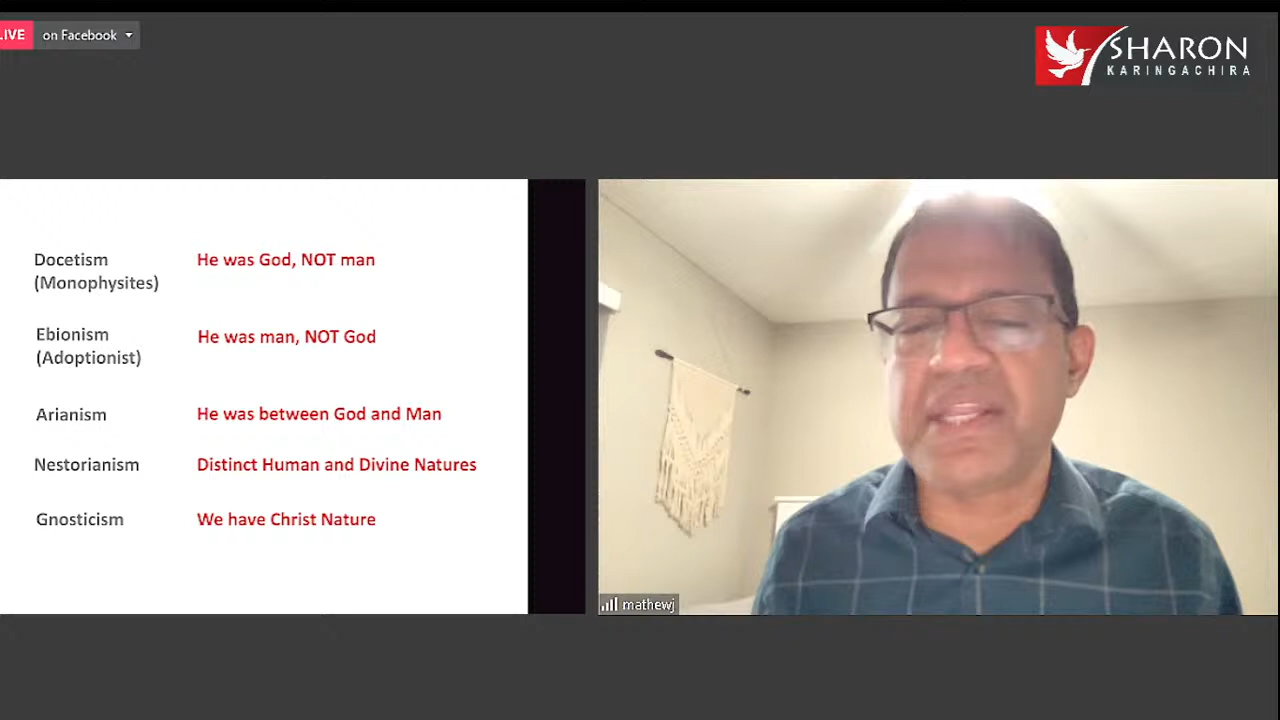 LIVE on Facebook
SHARON
KARINGACHIRA
Docetism He was God, NOT man
(Monophysites)
Ebionism He was man, NOT God
(Adoptionist)
Arianism He was between God and Man
Nestorianism Distinct Human and Divine Natures
Gnosticism We have Christ Nature
mathewj